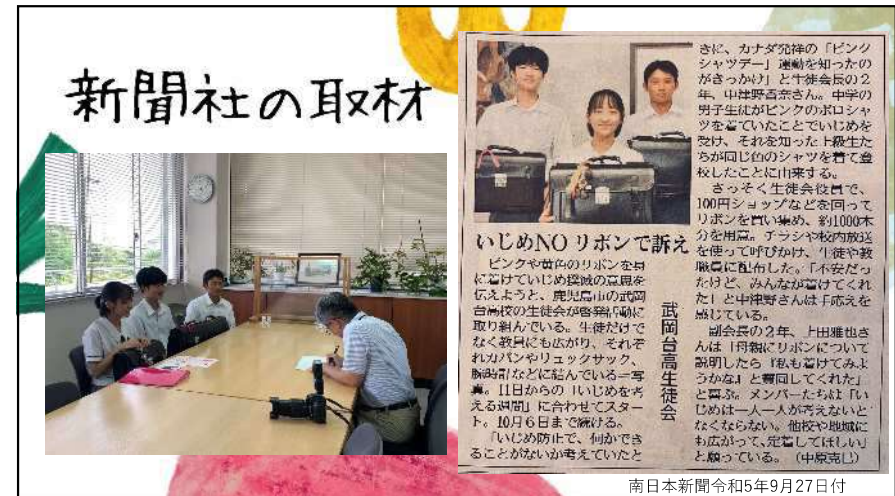 新聞社の取材
いじめNO リボンで訴え
武岡台高生徒会
ピンクや黄色のリボンを身
に着けていじめ撲滅の意思を
伝えようと、鹿児島市の武岡
台高校の生徒会が啓発活動に
取り組んでいる。生徒だけで
なく教員にも広がり、それぞ
れカバンやリュックサック、
腕時計などに結んでいる＝写
真。11日からの「いじめを考
える週間」に合わせてスター
ト。10月6日まで続ける。
「いじめ防止で、何かでき
ることがないか考えていたと
きに、カナダ発祥の「ピンク
シャツデー」運動を知ったの
がきっかけ」と生徒会長の2
年、中津野香奈さん。中学の
男子生徒がピンクのポロシャ
ツを着ていたことでいじめを
受け、それを知った上級生た
ちが同じ色のシャツを着て登
校したことに由来する。
さっそく生徒会役員で、
100円ショップなどを回って
リボンを買い集め、約1000本
分を用意。チラシや校内放送
を使って呼びかけ、生徒や教
職員に配布した。「不安だっ
たけど、みんなが着けてくれ
た」と中津野さんは手応えを
感じている。
副会長の2年、上田雅也さ
んは「母親にリボンについて
説明したら『私も着けてみよ
うかな』と賛同してくれた」
と喜ぶ。メンバーたちは「い
じめは一人一人が考えないと
なくならない。他校や地域に
も広がって、定着してほしい」
と願っている。（中原克巳）
南日本新聞令和5年9月27日付